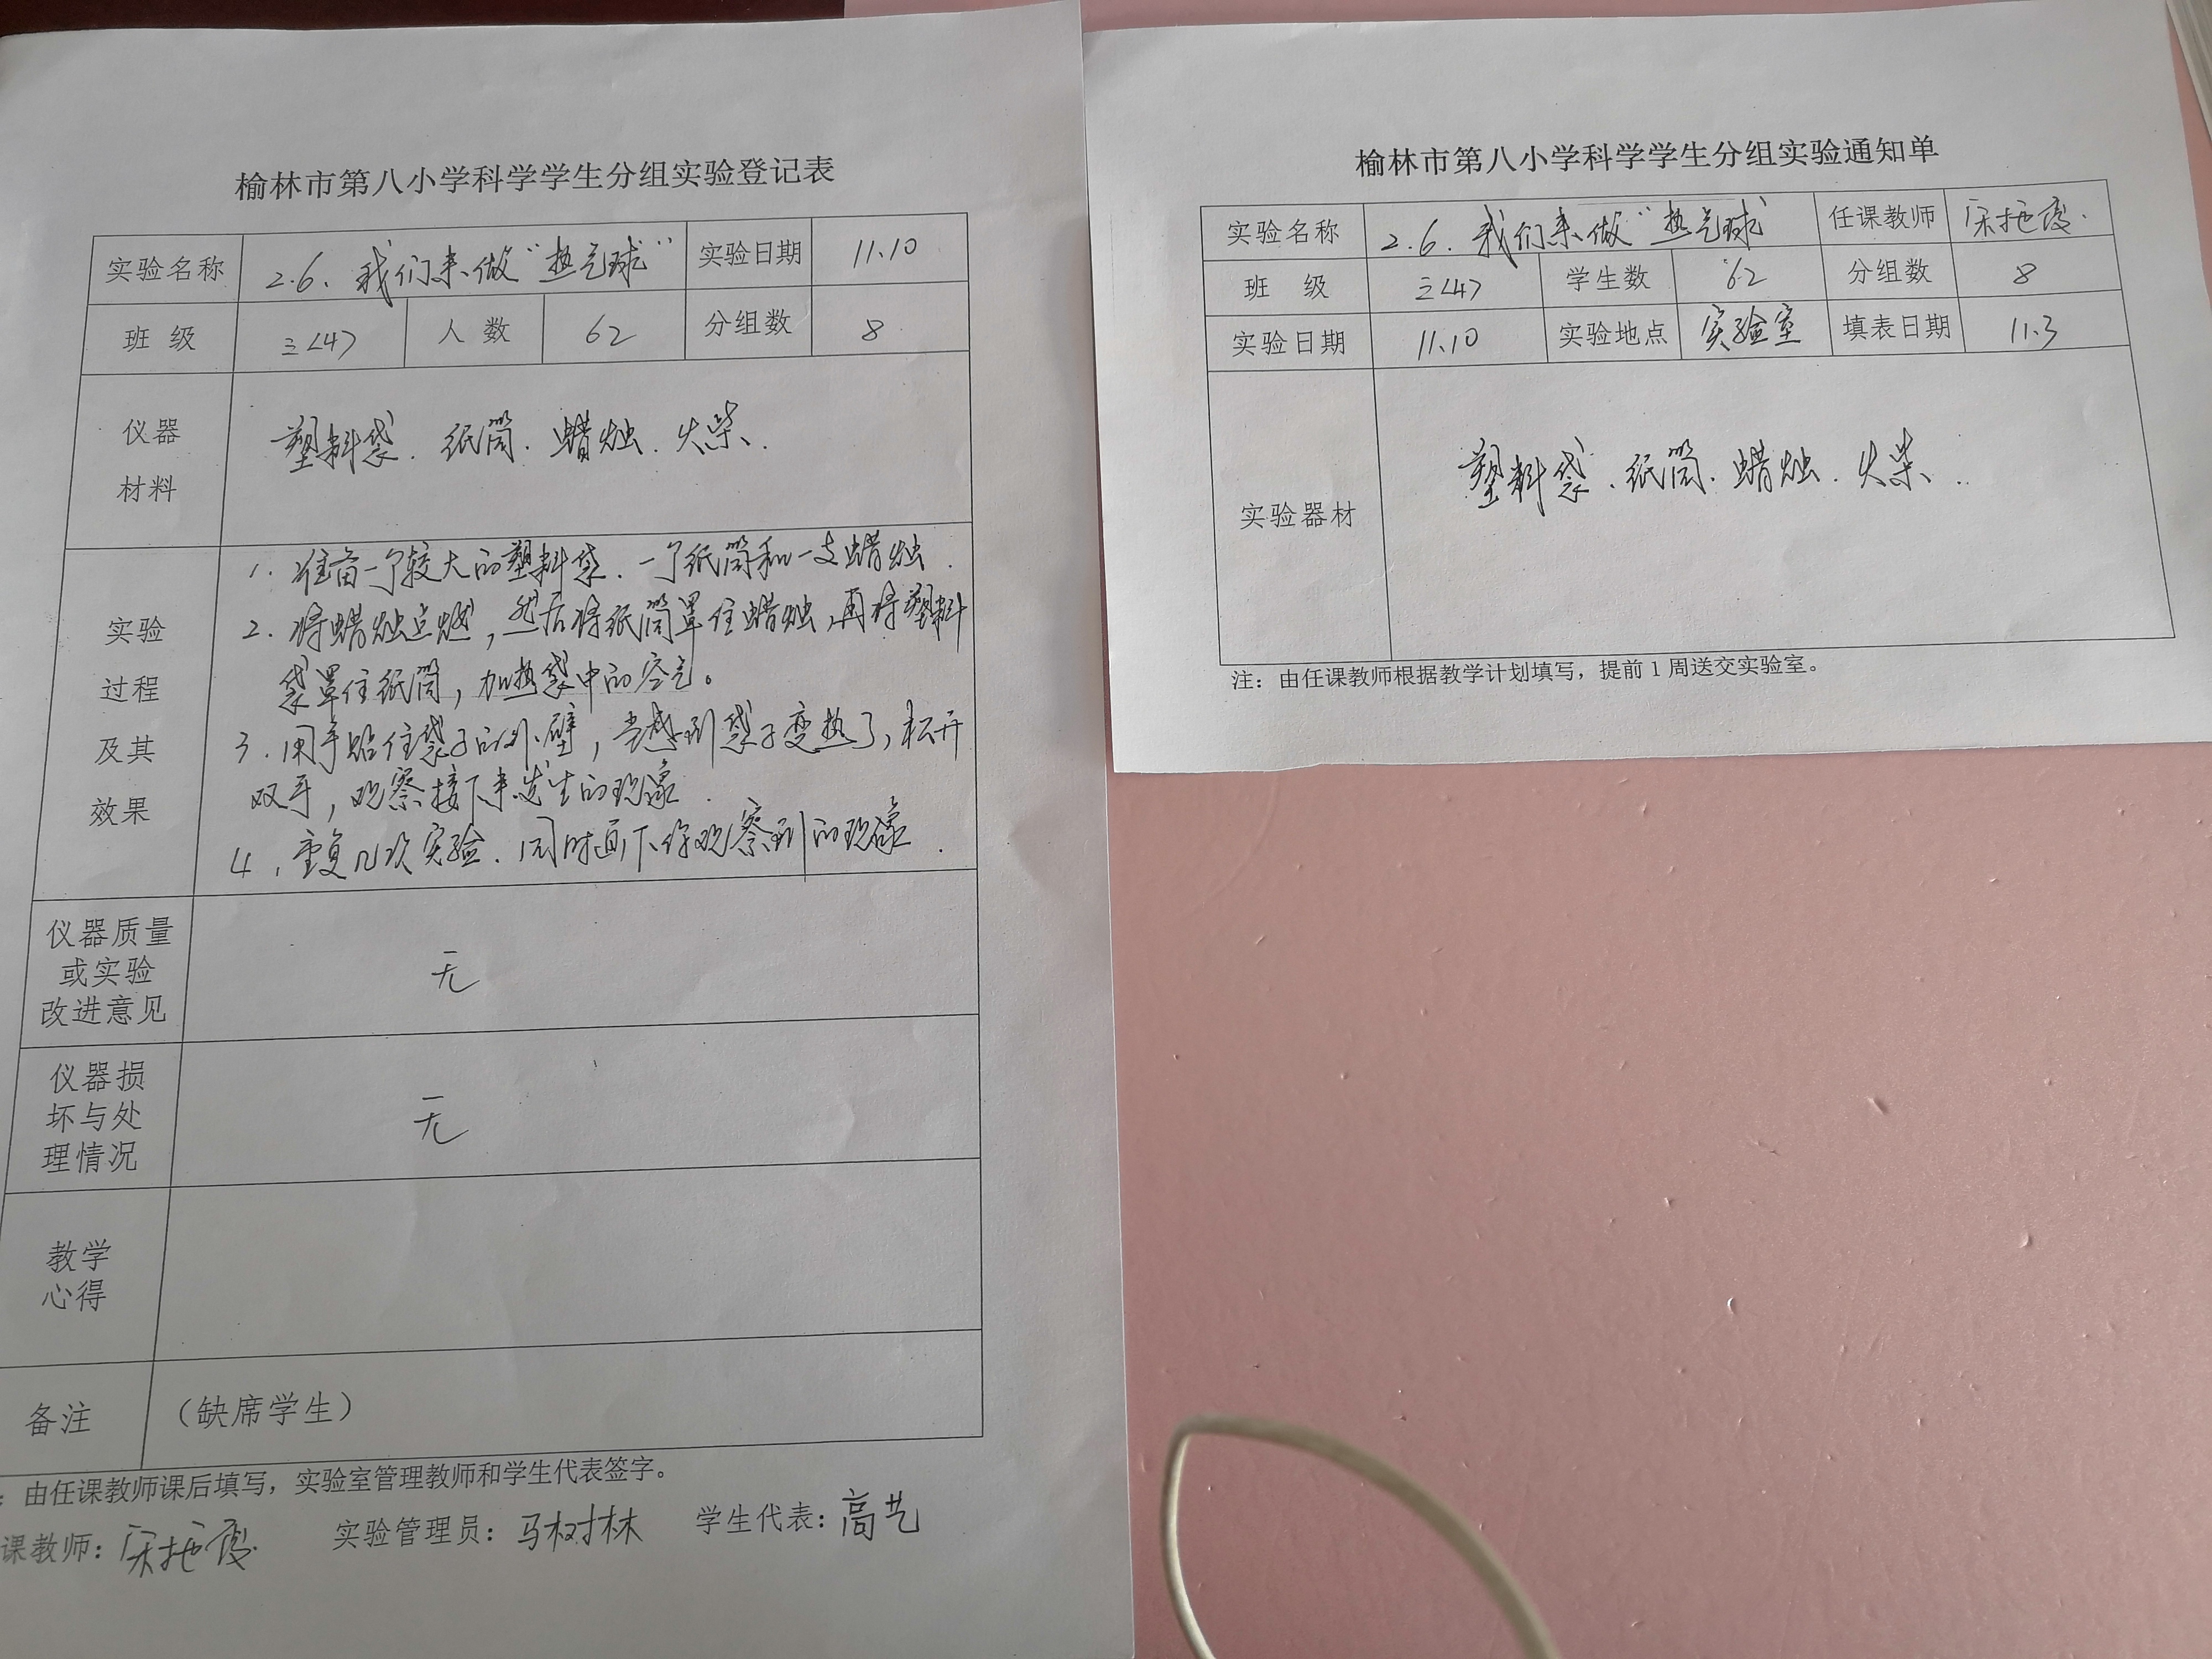 榆林市第八小学科学学生分组实验登记表
实验名称 2.6、我们来做“热气球” 实验日期 11.10
班级 三<4> 人数 62 分组数 8
仪器
材料
塑料袋.纸筒.蜡烛.火柴.
实验
过程
及其
效果
1.准备一个较大的塑料袋.一个纸筒和一支蜡烛.
2.将蜡烛点燃,然后将纸筒罩住蜡烛,再将塑料
袋罩住纸筒,加热袋中的空气。
3.用手贴住袋子的外壁,当感到袋子变热了,松开
双手,观察接下来发生的现象.
4.重复几次实验.同时画下你观察到的现象.
仪器质量
或实验
改进意见
无
仪器损
坏与处
理情况
无
教学
心得
备注 (缺席学生)
:由任课教师课后填写,实验室管理教师和学生代表签字。
课教师: 实验管理员:马树林 学生代表:高艺
榆林市第八小学科学学生分组实验通知单
实验名称 2.6.我们来做“热气球 任课教师
班级 三<4> 学生数 62 分组数 8
实验日期 11.10 实验地点 实验室 填表日期 11.3
实验器材 塑料袋.纸筒.蜡烛.火柴.
注:由任课教师根据教学计划填写,提前1周送交实验室。